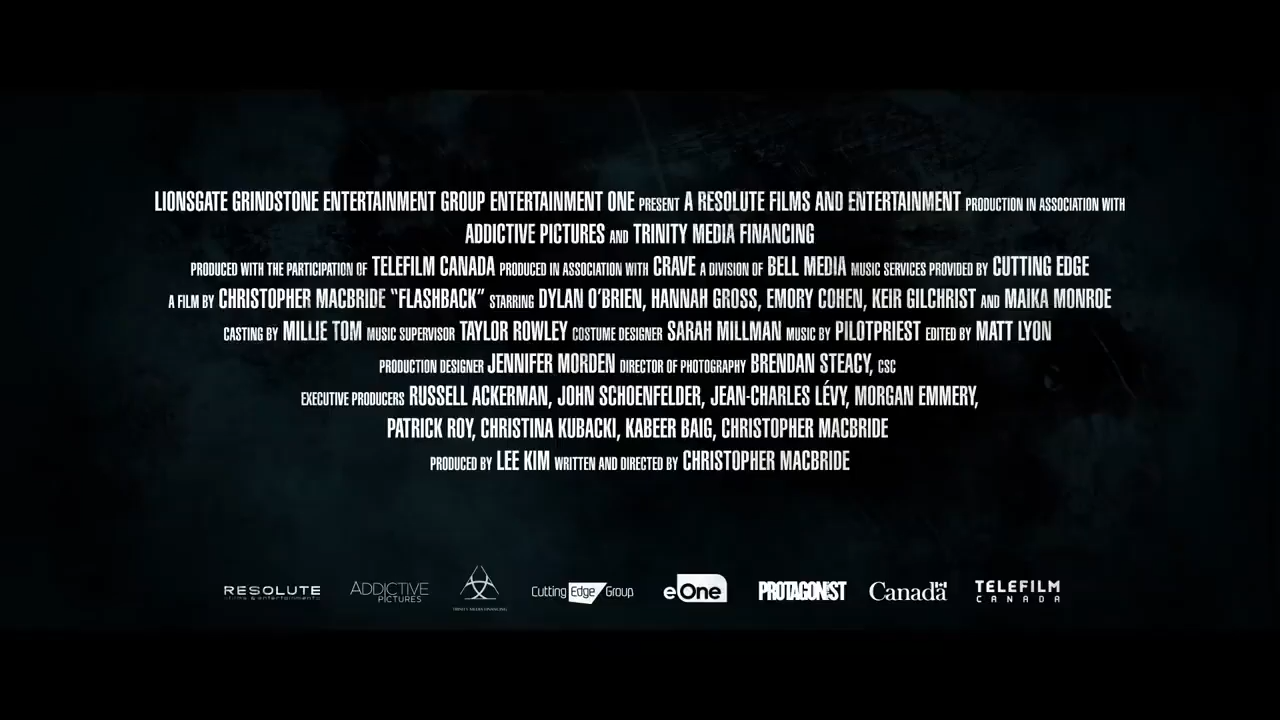 LIONSGATE GRINDSTONE ENTERTAINMENT GROUP ENTERTAINMENT ONE PRESENT A RESOLUTE FILMS AND ENTERTAINMENT PRODUCTION IN ASSOCIATION WITH
ADDICTIVE PICTURES AND TRINITY MEDIA FINANCING
PRODUCED WITH THE PARTICIPATION OF TELEFILM CANADA PRODUCED IN ASSOCIATION WITH CRAVE A DIVISION OF BELL MEDIA MUSIC SERVICES PROVIDED BY CUTTING EDGE
A FILM BY CHRISTOPHER MACBRIDE “FLASHBACK” STARRING DYLAN O’BRIEN, HANNAH GROSS, EMORY COHEN, KEIR GILCHRIST AND MAIKA MONROE
CASTING BY MILLIE TOM MUSIC SUPERVISOR TAYLOR ROWLEY COSTUME DESIGNER SARAH MILLMAN MUSIC BY PILOTPRIEST EDITED BY MATT LYON
PRODUCTION DESIGNER JENNIFER MORDEN DIRECTOR OF PHOTOGRAPHY BRENDAN STEACY, CSC
EXECUTIVE PRODUCERS RUSSELL ACKERMAN, JOHN SCHOENFELDER, JEAN-CHARLES LÉVY, MORGAN EMMERY,
PATRICK ROY, CHRISTINA KUBACKI, KABEER BAIG, CHRISTOPHER MACBRIDE
PRODUCED BY LEE KIM WRITTEN AND DIRECTED BY CHRISTOPHER MACBRIDE
RESOLUTE
films & entertainment
ADDICTIVE
PICTURES
TRINITY MEDIA FINANCING
Cutting Edge Group
eOne
PROTAGONIST
Canada
TELEFILM
CANADA